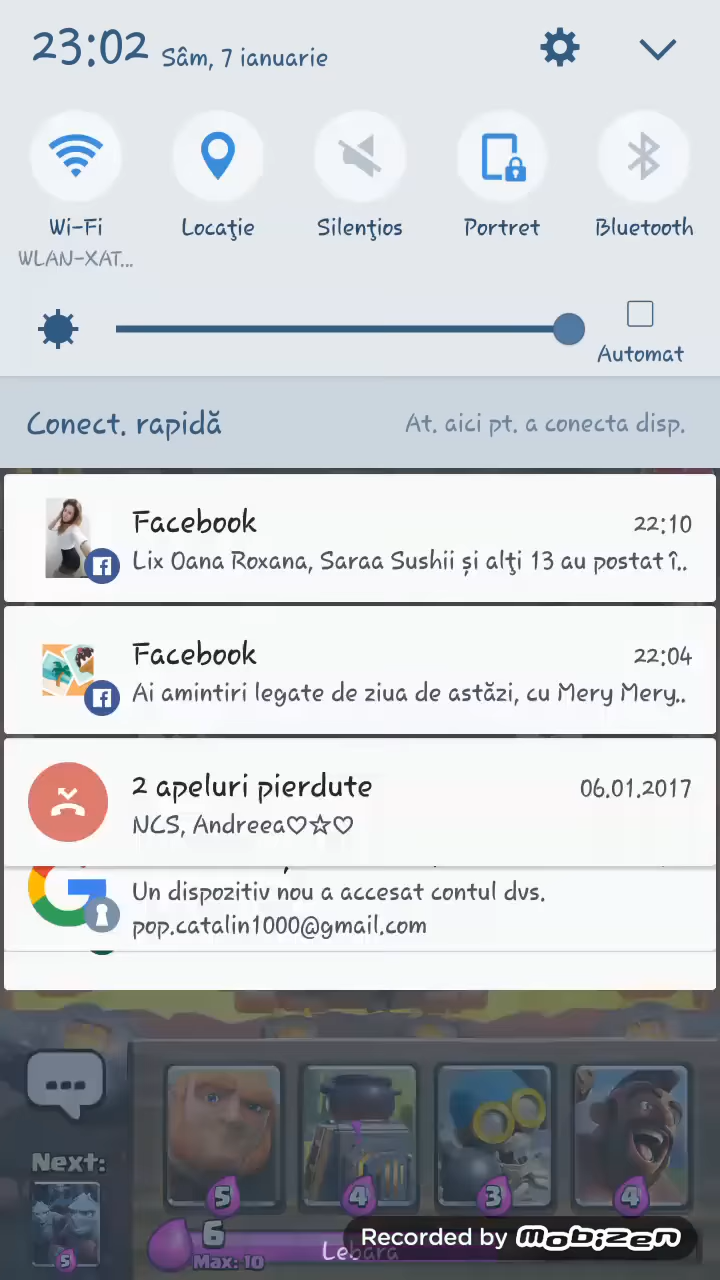 23:02 Sâm, 7 ianuarie
Wi-Fi Locaţie Silenţios Portret Bluetooth
WLAN-XAT...
Automat
Conect. rapidă At. aici pt. a conecta disp.
Facebook 22:10
Lix Oana Roxana, Saraa Sushii și alţi 13 au postat î..
Facebook 22:04
Ai amintiri legate de ziua de astăzi, cu Mery Mery..
2 apeluri pierdute 06.01.2017
NCS, Andreea♡☆♡
Un dispozitiv nou a accesat contul dvs.
pop.catalin1000@gmail.com
Next:
5 4 3 4
5
6
Max: 10
Lebara
Recorded by Mobizen